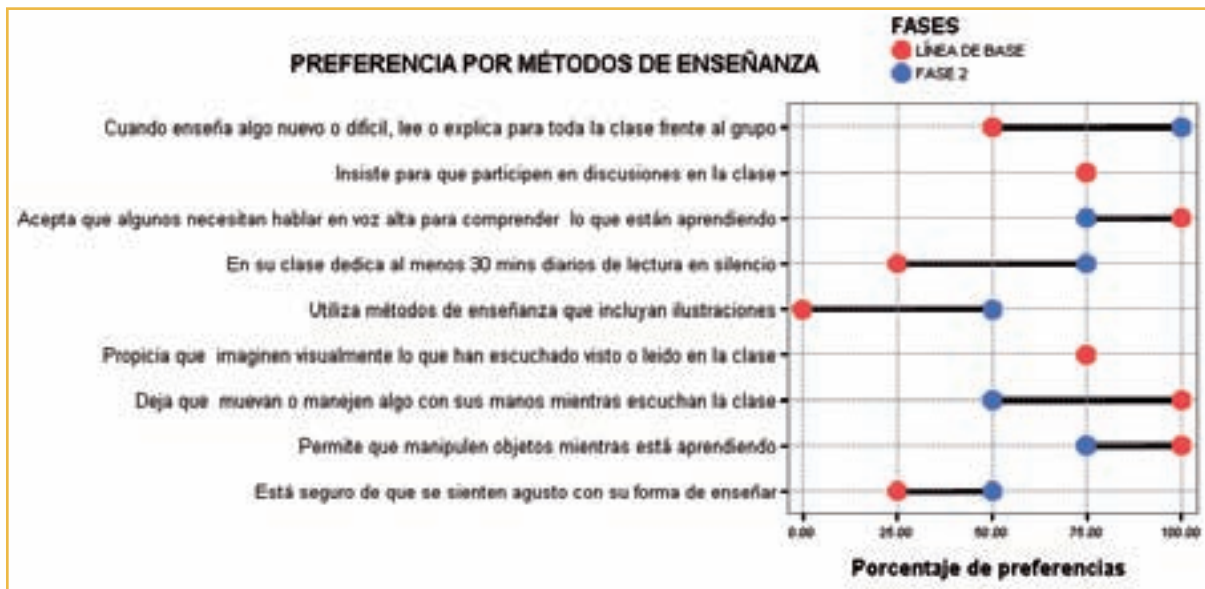 FASES
LÍNEA DE BASE
FASE 2
PREFERENCIA POR MÉTODOS DE ENSEÑANZA
Cuando enseña algo nuevo o dificil, lee o explica para toda la clase frente al grupo
Insiste para que participen en discusiones en la clase
Acepta que algunos necesitan hablar en voz alta para comprender lo que están aprendiendo
En su clase dedica al menos 30 mins diarios de lectura en silencio
Utiliza métodos de enseñanza que incluyan ilustraciones
Propicia que imaginen visualmente lo que han escuchado visto o leido en la clase
Deja que muevan o manejen algo con sus manos mientras escuchan la clase
Permite que manipulen objetos mientras está aprendiendo
Está seguro de que se sienten agusto con su forma de enseñar
0.00 25.00 50.00 75.00 100.00
Porcentaje de preferencias